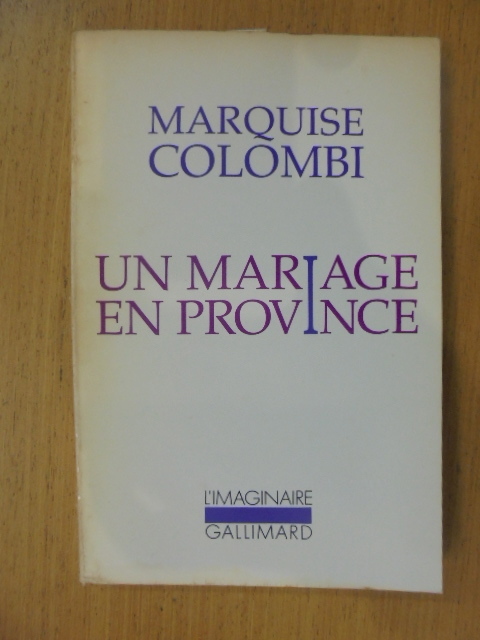 MARQUISE
COLOMBI
UN MARIAGE
EN PROVINCE
L'IMAGINAIRE
GALLIMARD